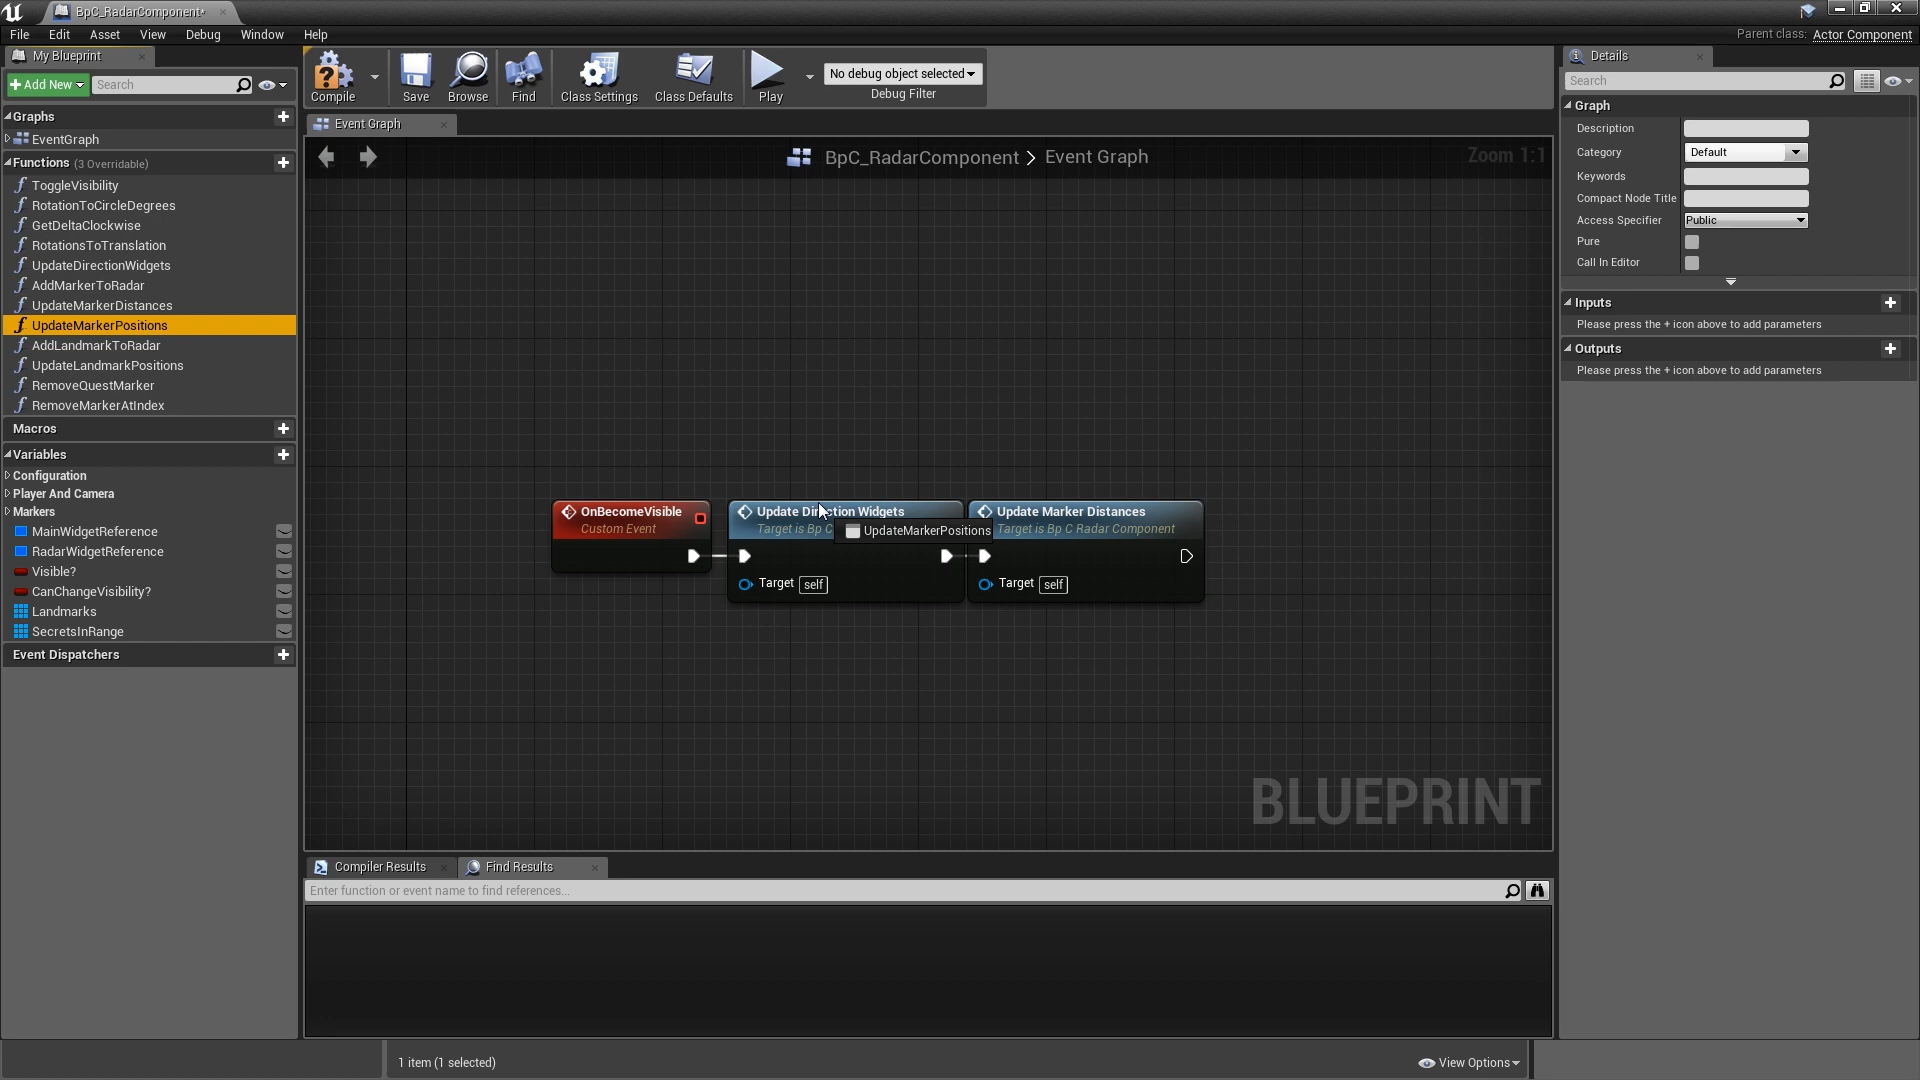 BpC_RadarComponent*
File Edit Asset View Debug Window Help
Parent class: Actor Component
My Blueprint
Add New
Search
Graphs
EventGraph
Functions (3 Overridable)
ToggleVisibility
RotationToCircleDegrees
GetDeltaClockwise
RotationsToTranslation
UpdateDirectionWidgets
AddMarkerToRadar
UpdateMarkerDistances
UpdateMarkerPositions
AddLandmarkToRadar
UpdateLandmarkPositions
RemoveQuestMarker
RemoveMarkerAtIndex
Macros
Variables
Configuration
Player And Camera
Markers
MainWidgetReference
RadarWidgetReference
Visible?
CanChangeVisibility?
Landmarks
SecretsInRange
Event Dispatchers
Compile
Save
Browse
Find
Class Settings
Class Defaults
Play
No debug object selected
Debug Filter
Event Graph
BpC_RadarComponent > Event Graph
Zoom 1:1
OnBecomeVisible
Custom Event
Update Direction Widgets
Target is Bp C
UpdateMarkerPositions
Target self
Update Marker Distances
Target is Bp C Radar Component
Target self
BLUEPRINT
Compiler Results
Find Results
Enter function or event name to find references...
1 item (1 selected)
View Options
Details
Search
Graph
Description
Category Default
Keywords
Compact Node Title
Access Specifier Public
Pure
Call In Editor
Inputs
Please press the + icon above to add parameters
Outputs
Please press the + icon above to add parameters